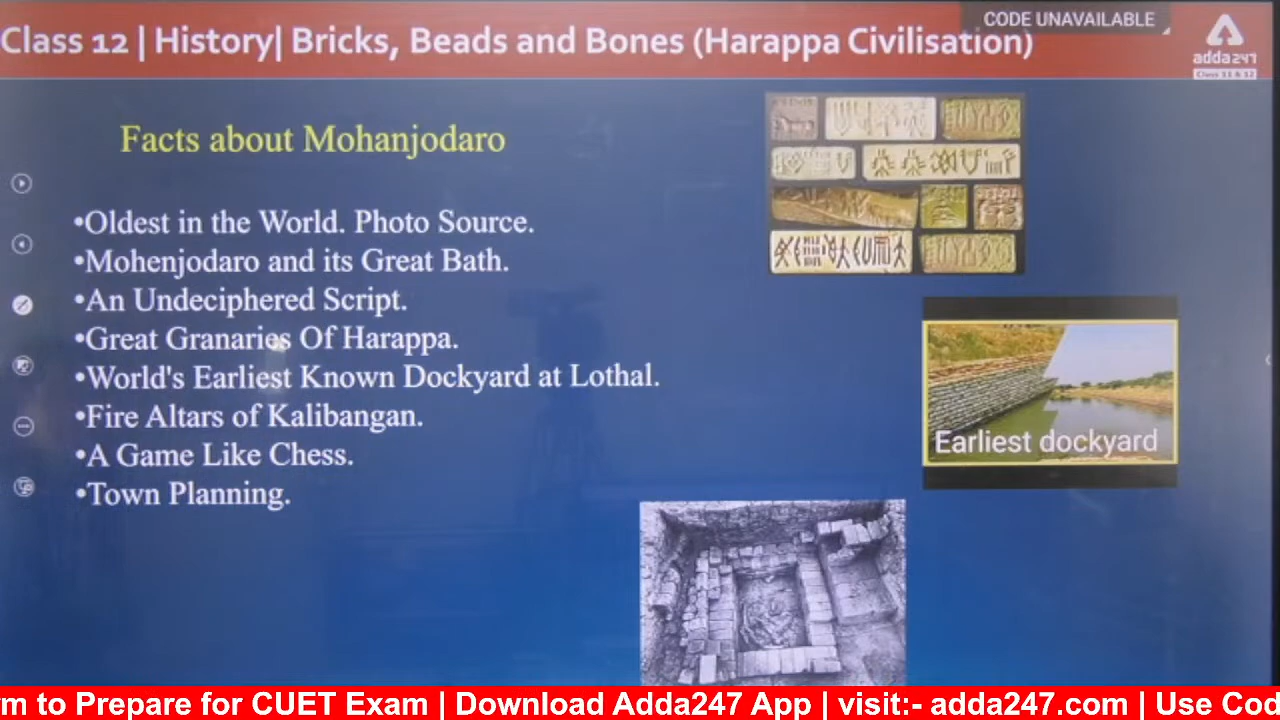 CODE UNAVAILABLE
Class 12 | History| Bricks, Beads and Bones (Harappa Civilisation)
adda247
Class 11 & 12
Facts about Mohanjodaro
•Oldest in the World. Photo Source.
•Mohenjodaro and its Great Bath.
•An Undeciphered Script.
•Great Granaries Of Harappa.
•World's Earliest Known Dockyard at Lothal.
•Fire Altars of Kalibangan.
•A Game Like Chess.
•Town Planning.
Earliest dockyard
to Prepare for CUET Exam | Download Adda247 App | visit:- adda247.com | Use